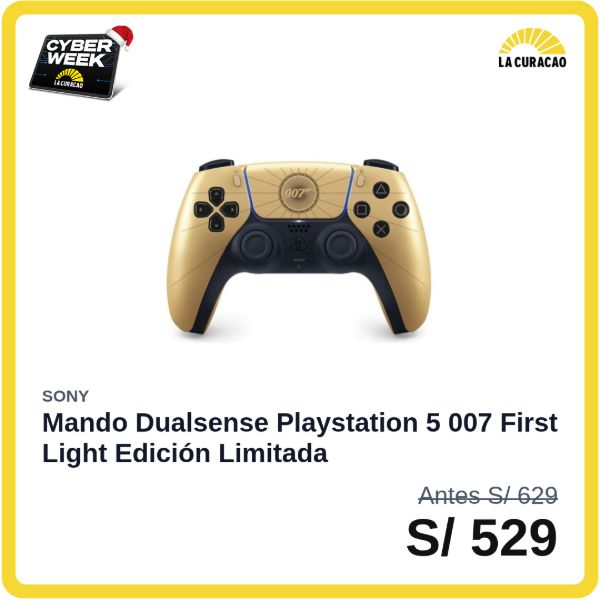 CYBER
WEEK
LA CURACAO
LA CURACAO
007
SONY
Mando Dualsense Playstation 5 007 First
Light Edición Limitada
Antes S/ 629
S/ 529